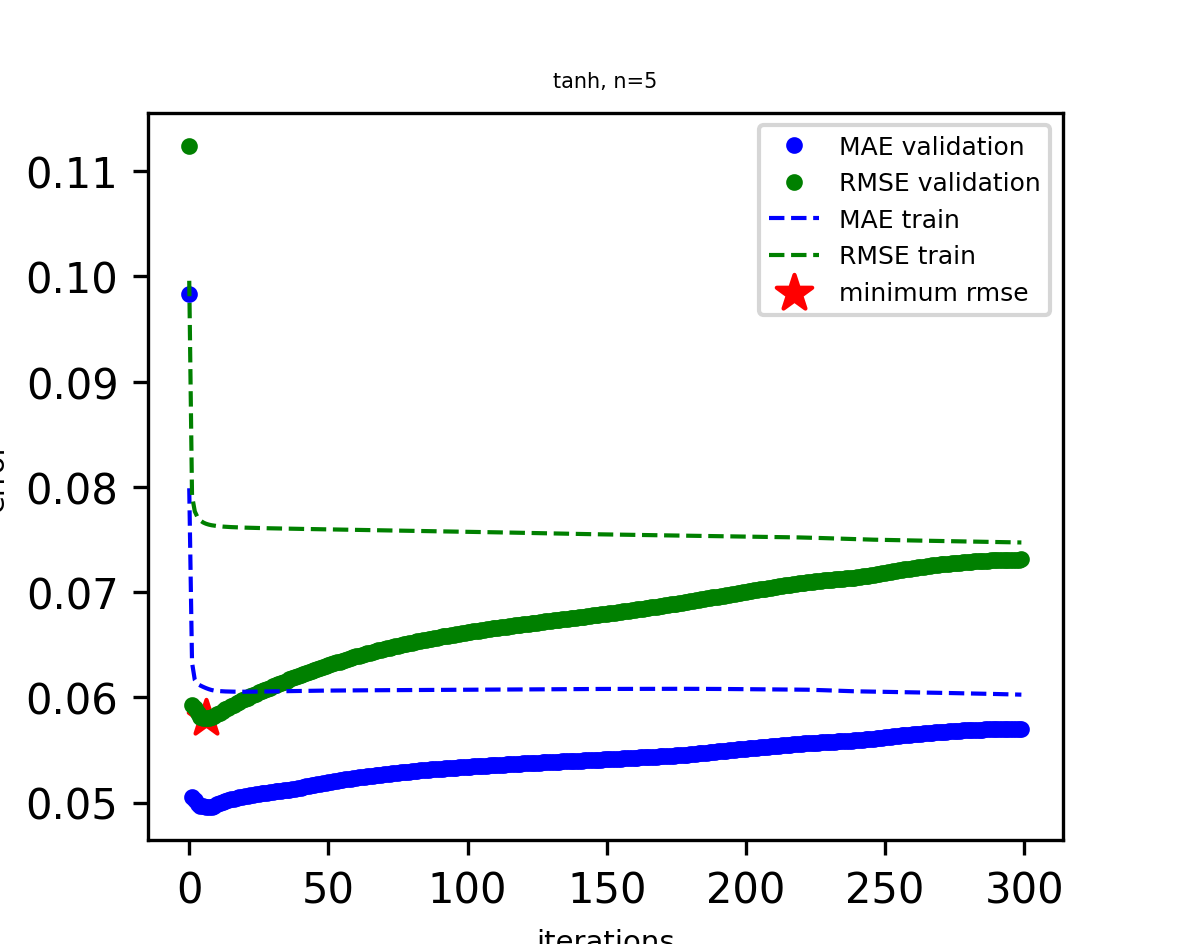 tanh, n=5
MAE validation
RMSE validation
MAE train
RMSE train
minimum rmse
0.11
0.10
0.09
0.08
0.07
0.06
0.05
0 50 100 150 200 250 300
iterations